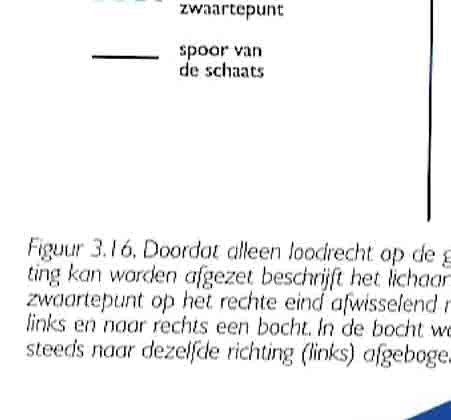 zwaartepunt
spoor van
de schaats
Figuur 3.16. Doordat alleen loodrecht op de g
ting kan worden afgezet beschrijft het lichaar
zwaartepunt op het rechte eind afwisselend r
links en naar rechts een bocht. In de bocht wo
steeds naar dezelfde richting (links) afgeboge.